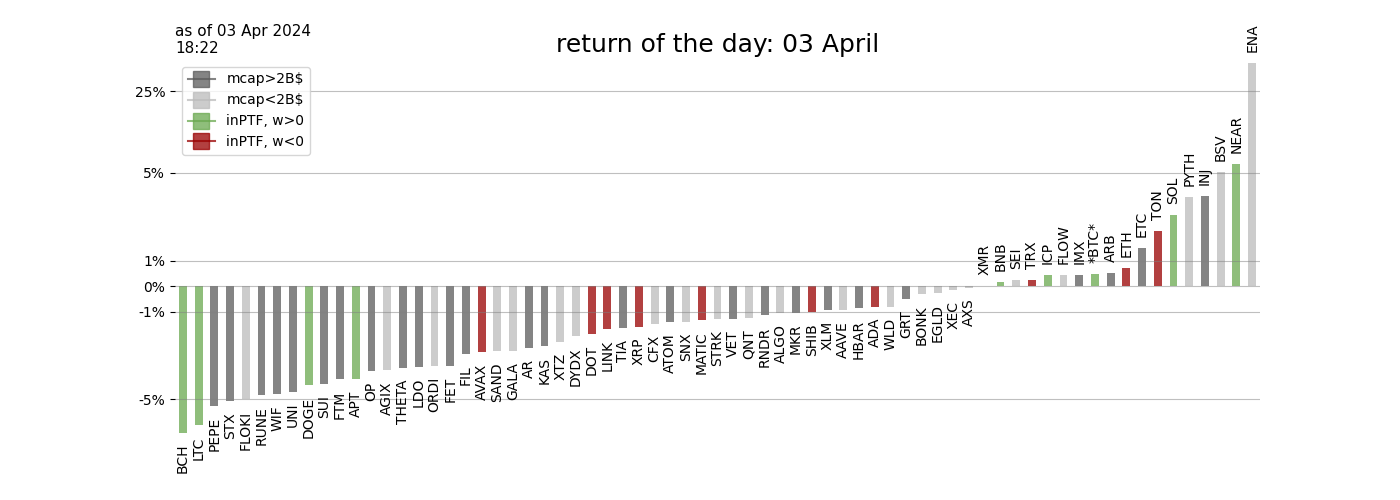 as of 03 Apr 2024
18:22
return of the day: 03 April
mcap>2B$
mcap<2B$
inPTF, w>0
inPTF, w<0
25%
5%
1%
0%
-1%
-5%
BCH
LTC
PEPE
STX
FLOKI
RUNE
WIF
UNI
DOGE
SUI
FTM
APT
OP
AGIX
THETA
LDO
ORDI
FET
FIL
AVAX
SAND
GALA
AR
KAS
XTZ
DYDX
DOT
LINK
TIA
XRP
CFX
ATOM
SNX
MATIC
STRK
VET
QNT
RNDR
ALGO
MKR
SHIB
XLM
AAVE
HBAR
ADA
WLD
GRT
BONK
EGLD
XEC
AXS
XMR
BNB
SEI
TRX
ICP
FLOW
IMX
*BTC*
ARB
ETH
ETC
TON
SOL
PYTH
INJ
BSV
NEAR
ENA